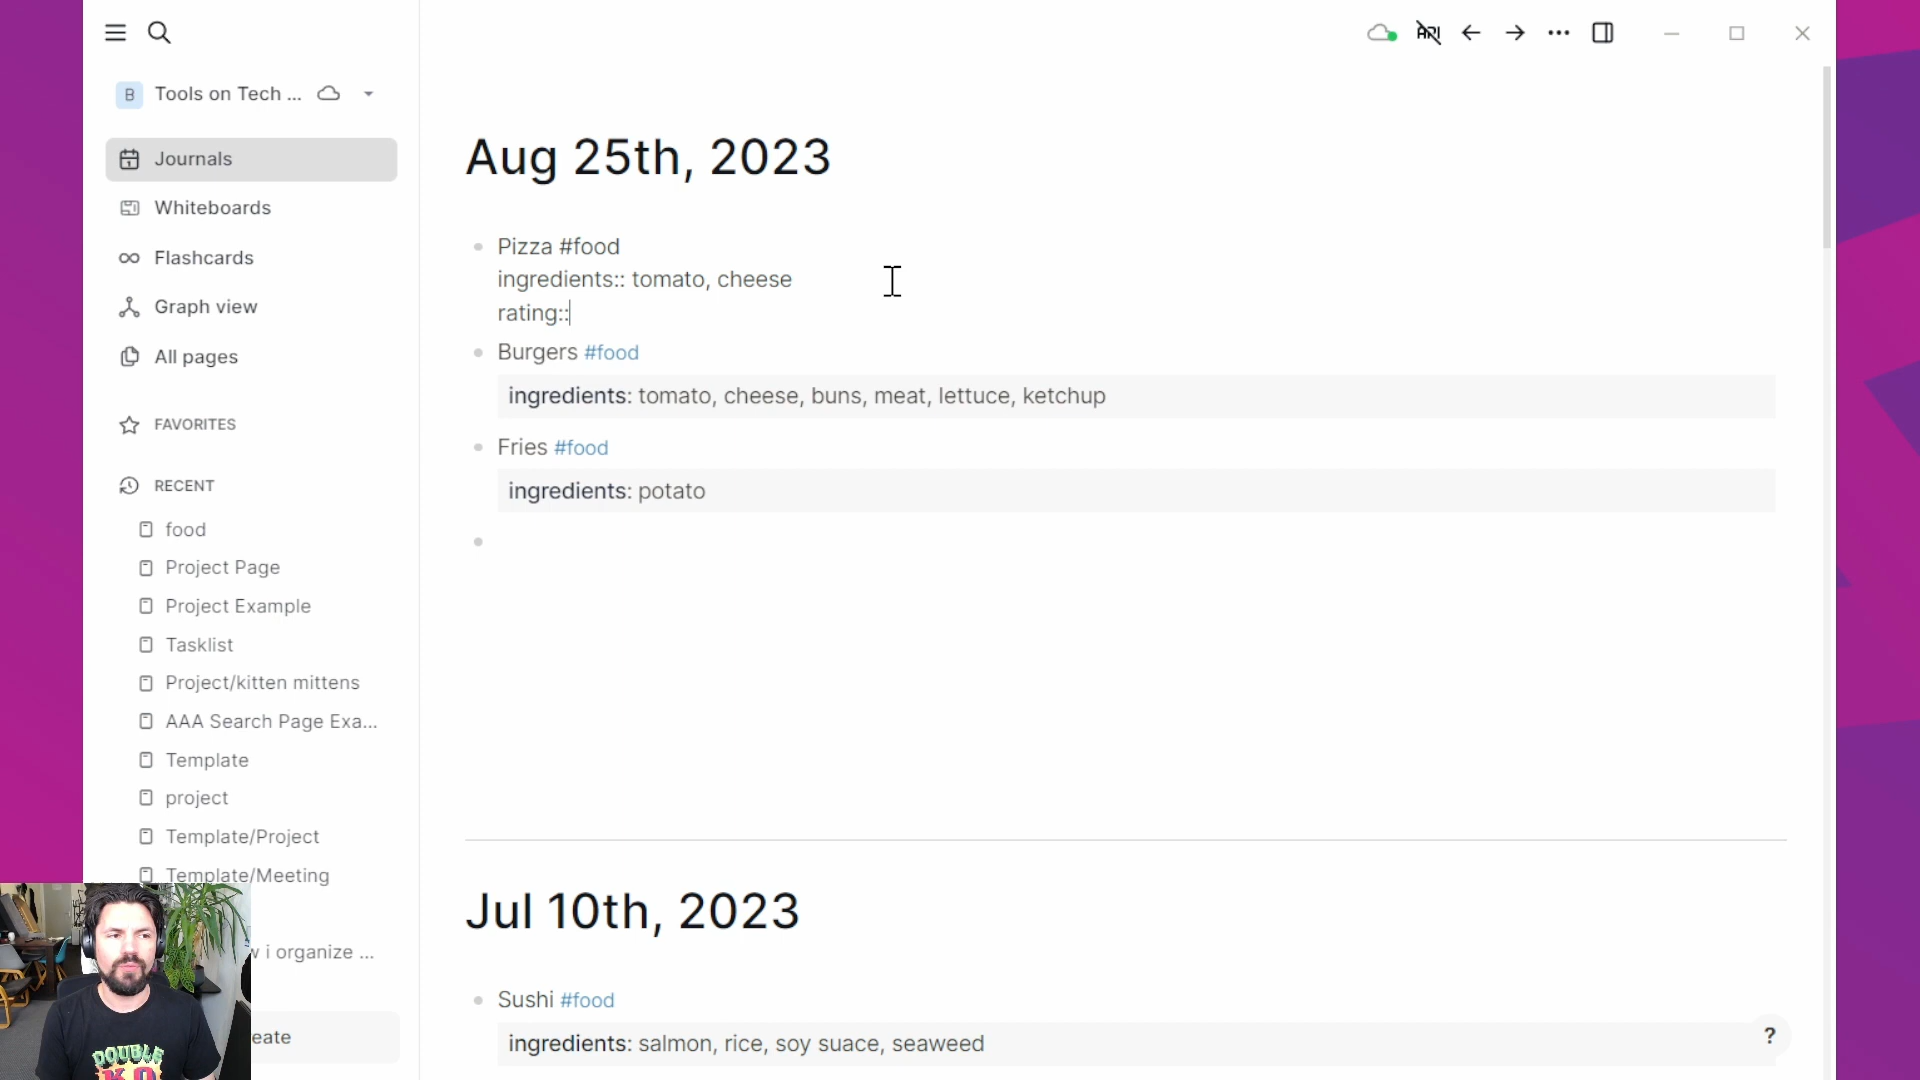 API
B Tools on Tech ...
Journals
Whiteboards
Flashcards
Graph view
All pages
FAVORITES
RECENT
food
Project Page
Project Example
Tasklist
Project/kitten mittens
AAA Search Page Exa...
Template
project
Template/Project
Template/Meeting
i organize ...
eate
Aug 25th, 2023
Pizza #food
ingredients:: tomato, cheese
rating::
Burgers #food
ingredients: tomato, cheese, buns, meat, lettuce, ketchup
Fries #food
ingredients: potato
Jul 10th, 2023
Sushi #food
ingredients: salmon, rice, soy suace, seaweed
?
DOUBLE
K.O